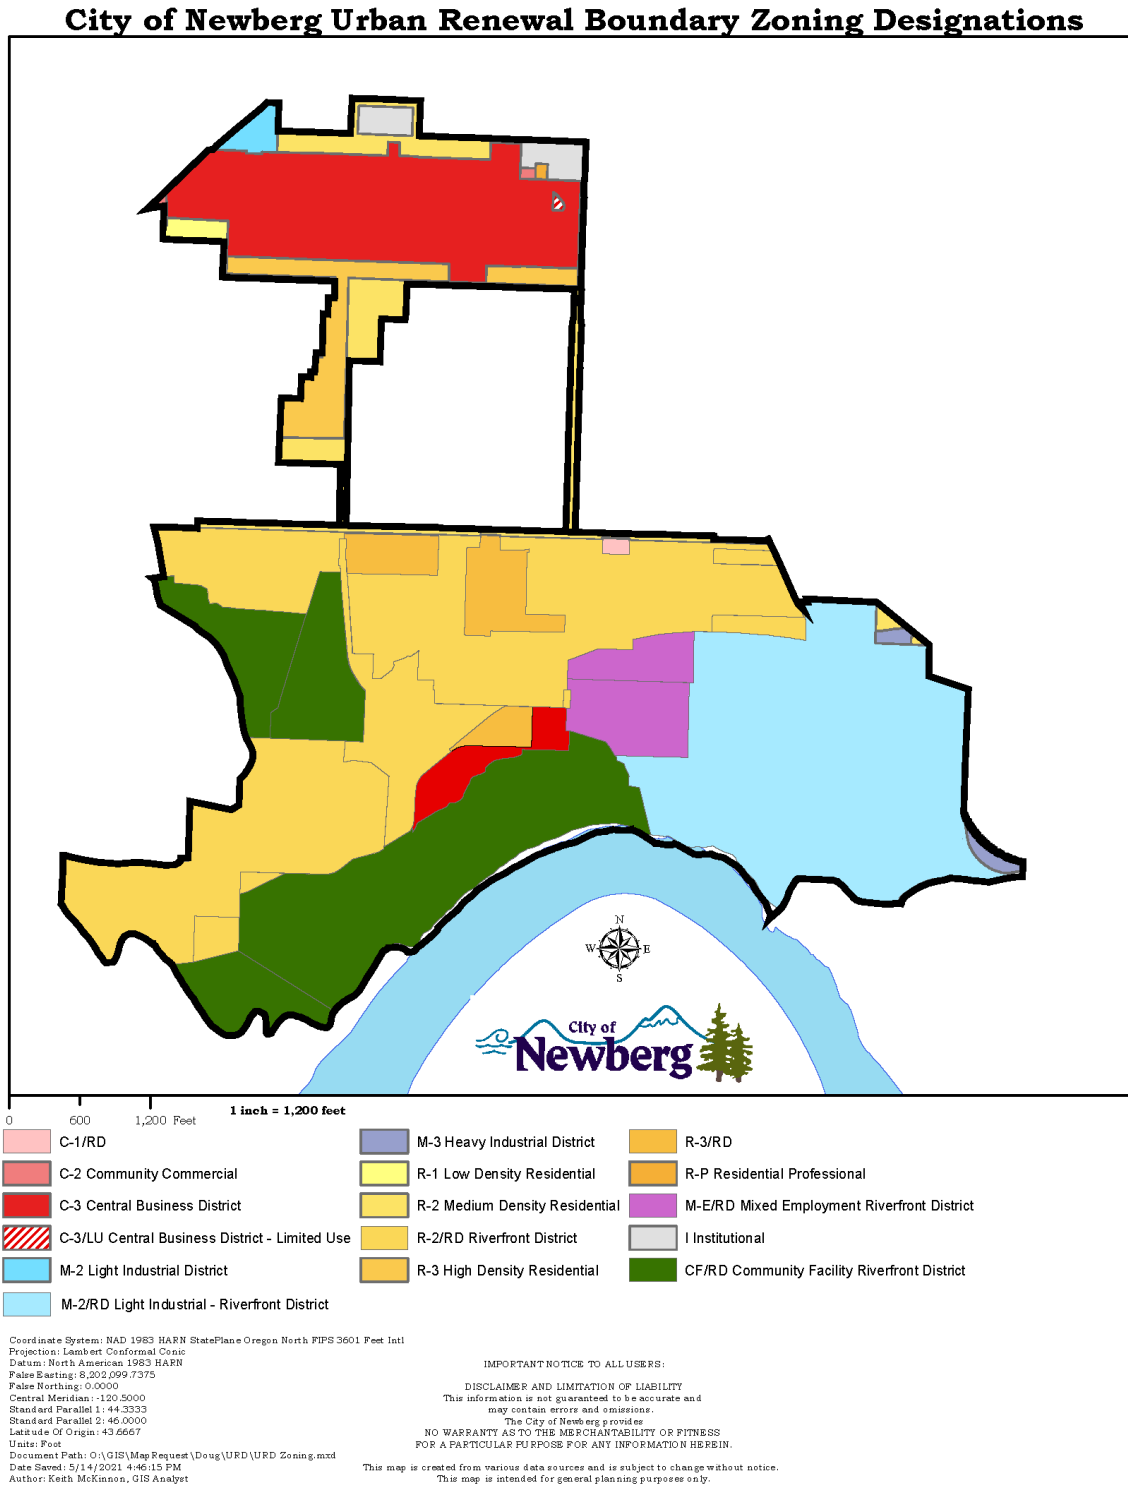 City of Newberg Urban Renewal Boundary Zoning Designations
N
W E
S
City of
Newberg
0 600 1,200 Feet
1 inch = 1,200 feet
C-1/RD
C-2 Community Commercial
C-3 Central Business District
C-3/LU Central Business District - Limited Use
M-2 Light Industrial District
M-2/RD Light Industrial - Riverfront District
M-3 Heavy Industrial District
R-1 Low Density Residential
R-2 Medium Density Residential
R-2/RD Riverfront District
R-3 High Density Residential
R-3/RD
R-P Residential Professional
M-E/RD Mixed Employment Riverfront District
I Institutional
CF/RD Community Facility Riverfront District
Coordinate System: NAD 1983 HARN StatePlane Oregon North FIPS 3601 Feet Intl
Projection: Lambert Conformal Conic
Datum: North American 1983 HARN
False Easting: 8,202,099.7375
False Northing: 0.0000
Central Meridian: -120.5000
Standard Parallel 1: 44.3333
Standard Parallel 2: 46.0000
Latitude Of Origin: 43.6667
Units: Foot
Document Path: O:\GIS\MapRequest\Doug\URD\URD Zoning.mxd
Date Saved: 5/14/2021 4:46:15 PM
Author: Keith McKinnon, GIS Analyst
IMPORTANT NOTICE TO ALL USERS:
DISCLAIMER AND LIMITATION OF LIABILITY
This information is not guaranteed to be accurate and
may contain errors and omissions.
The City of Newberg provides
NO WARRANTY AS TO THE MERCHANTABILITY OR FITNESS
FOR A PARTICULAR PURPOSE FOR ANY INFORMATION HEREIN.
This map is created from various data sources and is subject to change without notice.
This map is intended for general planning purposes only.